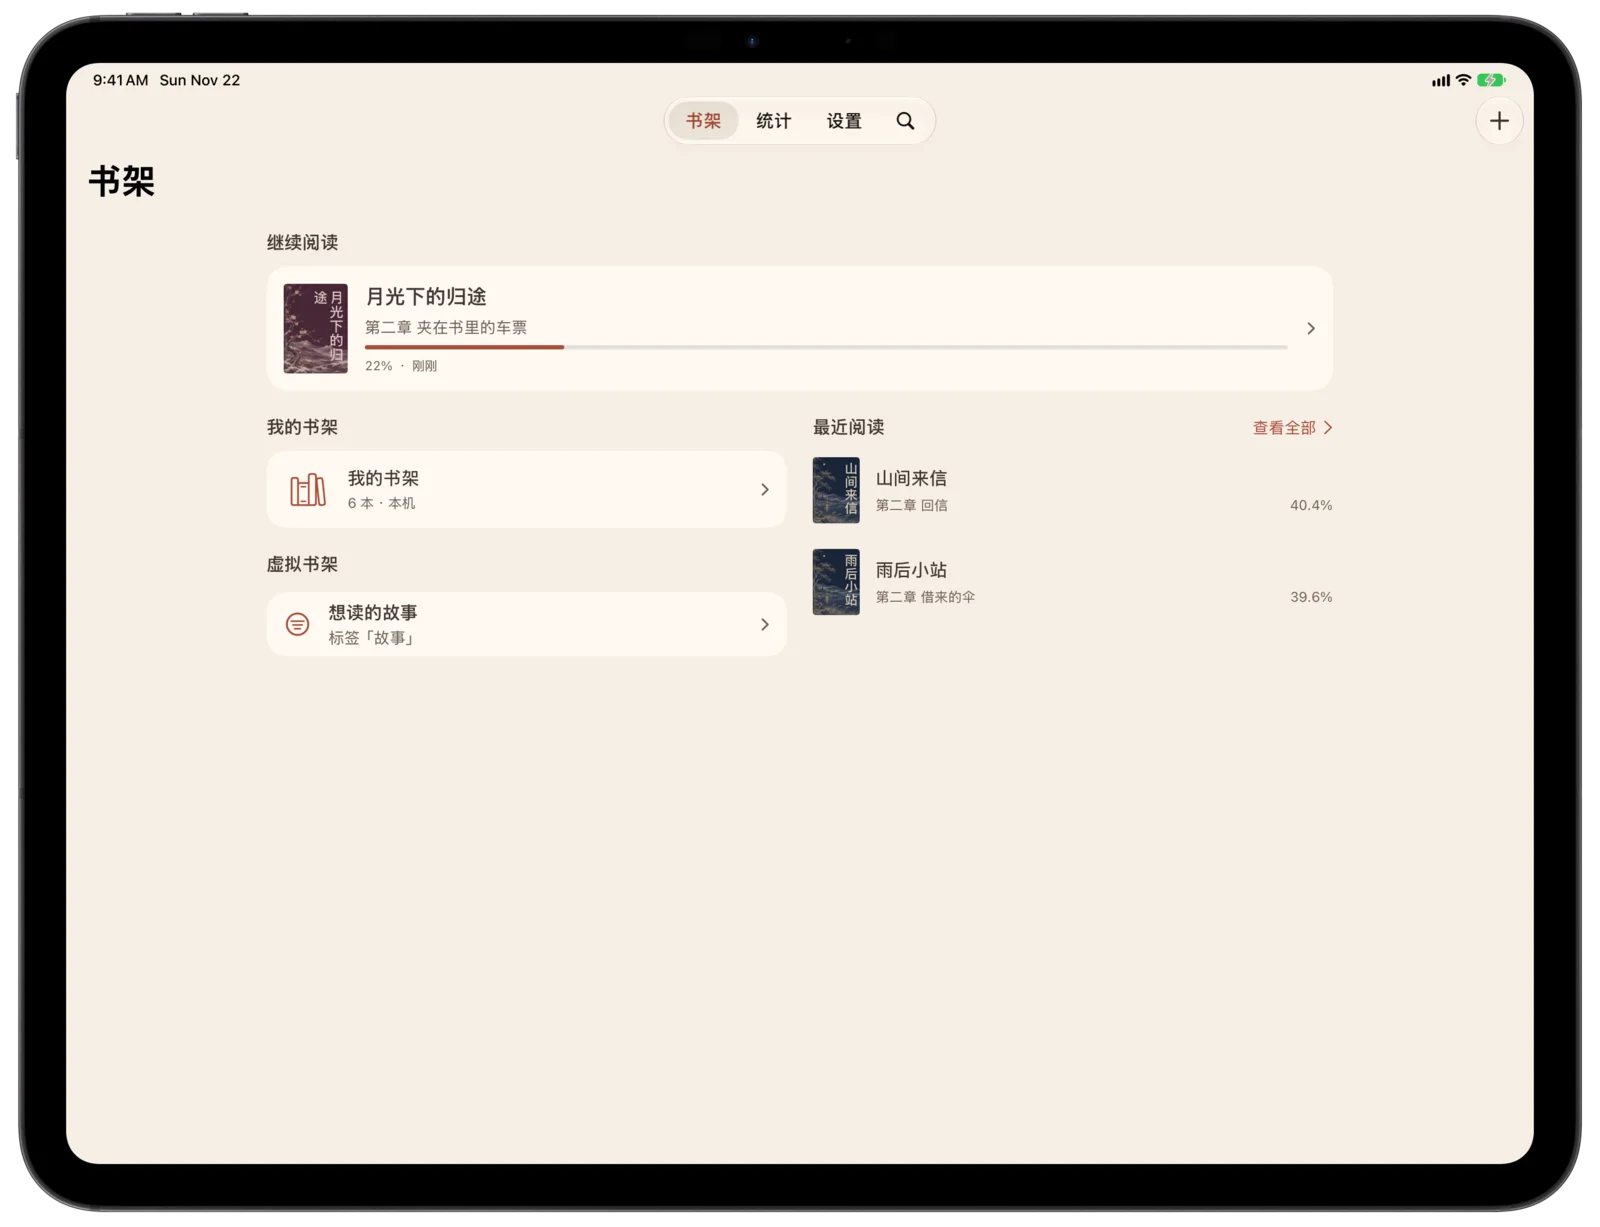 9:41 AM Sun Nov 22
书架 统计 设置
书架
继续阅读
月光下的归途
月光下的归途
第二章 夹在书里的车票
22% · 刚刚
我的书架
我的书架
6 本 · 本机
虚拟书架
想读的故事
标签「故事」
最近阅读
查看全部
山间来信
山间来信
第二章 回信
40.4%
雨后小站
雨后小站
第二章 借来的伞
39.6%